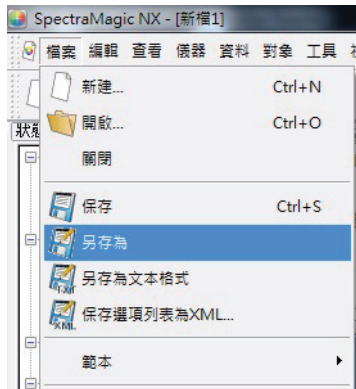 SpectraMagic NX - [新檔1]
檔案 編輯 查看 儀器 資料 對象 工具
新建... Ctrl+N
開啟... Ctrl+O
關閉
保存 Ctrl+S
另存為
另存為文本格式
保存選項列表為XML...
範本